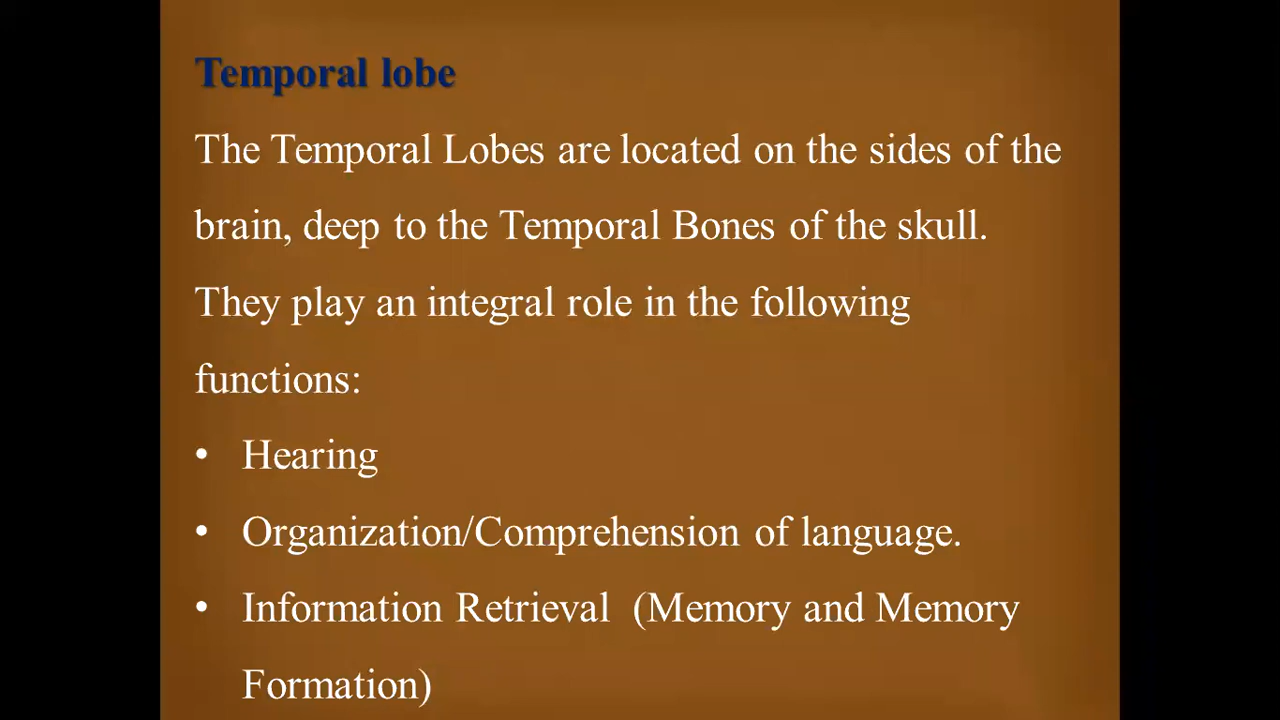 Temporal lobe
The Temporal Lobes are located on the sides of the
brain, deep to the Temporal Bones of the skull.
They play an integral role in the following
functions:
• Hearing
• Organization/Comprehension of language.
• Information Retrieval (Memory and Memory
Formation)